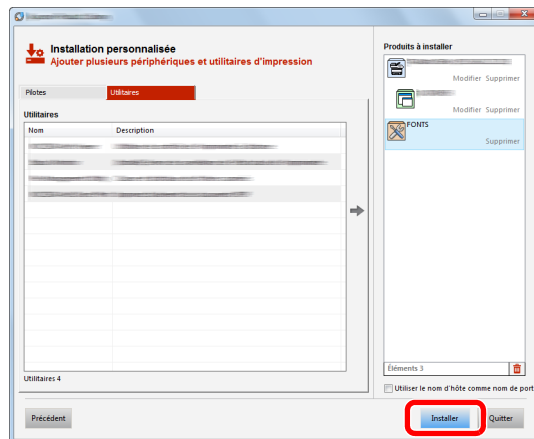 Installation personnalisée
Ajouter plusieurs périphériques et utilitaires d'impression
Pilotes
Utilitaires
Utilitaires
Nom Description
Utilitaires 4
Produits à installer
Modifier Supprimer
Modifier Supprimer
FONTS
Supprimer
Éléments 3
Utiliser le nom d'hôte comme nom de port
Précédent
Installer
Quitter